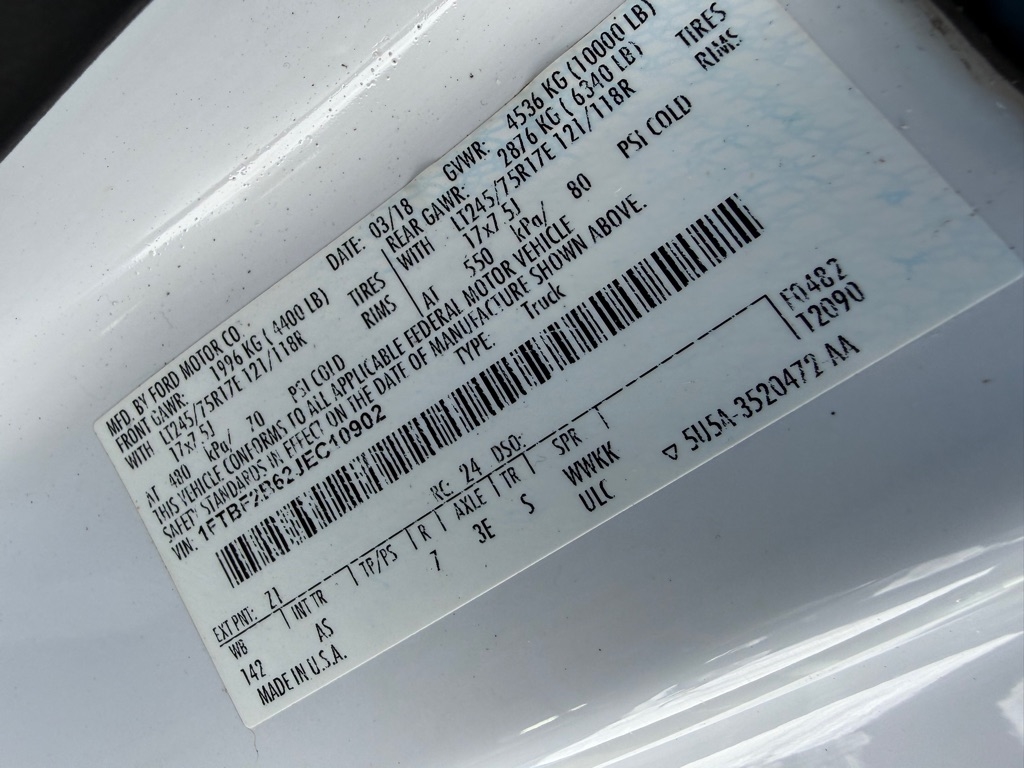 MFD. BY FORD MOTOR CO. DATE: 03/18 GVWR: 4536 KG (10000 LB)
FRONT GAWR: 1996 KG ( 4400 LB) REAR GAWR: 2876 KG ( 6340 LB)
WITH LT245/75R17E 121/118R TIRES WITH LT245/75R17E 121/118R TIRES
17x7.5J RIMS 17x7.5J RIMS
AT 480 kPa/ 70 PSI COLD AT 550 kPa/ 80 PSI COLD
THIS VEHICLE CONFORMS TO ALL APPLICABLE FEDERAL MOTOR VEHICLE
SAFETY STANDARDS IN EFFECT ON THE DATE OF MANUFACTURE SHOWN ABOVE.
VIN: 1FTBF2B62JEC10902 TYPE: Truck
F0482
T2090
EXT PNT: Z1 RC: 24 DSO:
WB INT TR TP/PS R AXLE TR SPR
142 AS 7 3E S WWKK
ULC
MADE IN U.S.A. ▽ 5U5A-3520472-AA